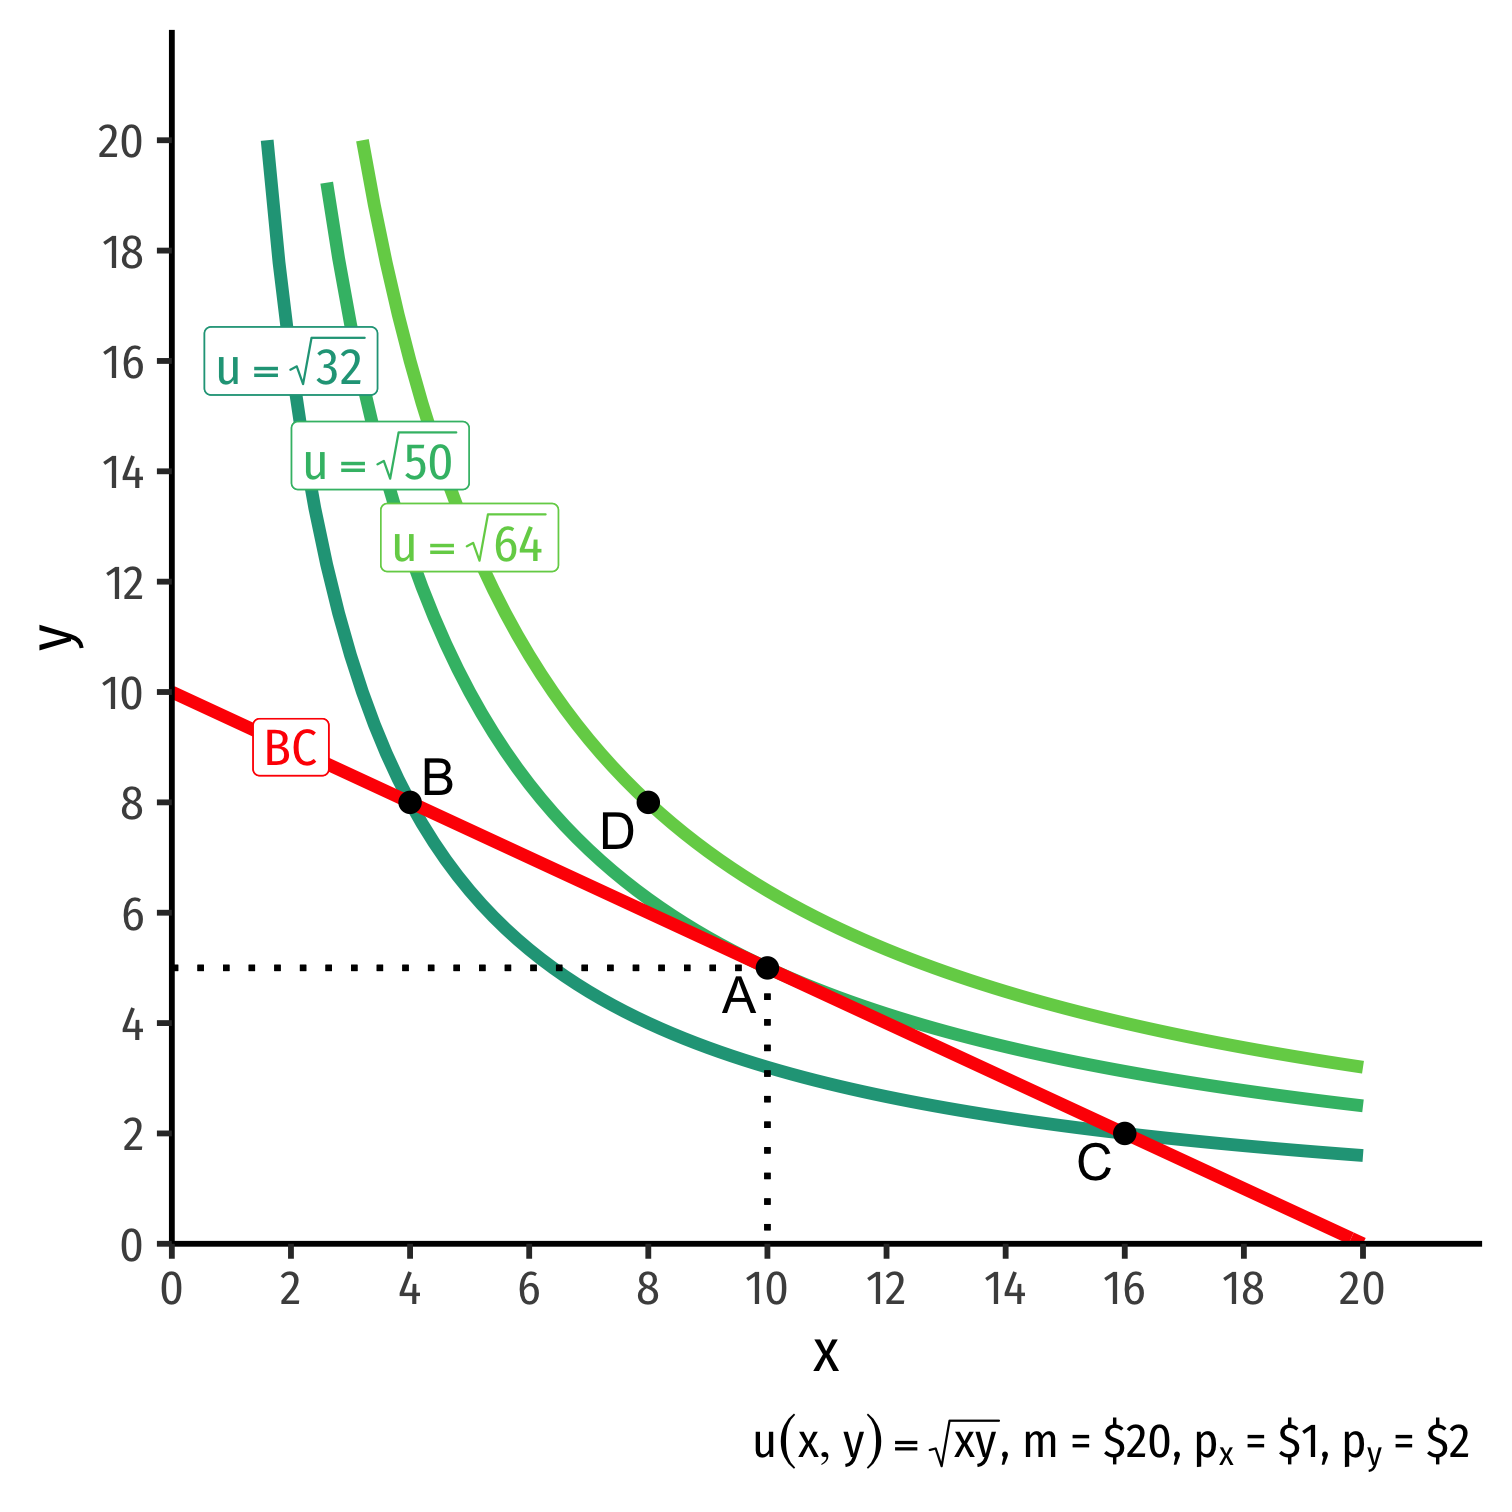 20
18
16
14
12
10
8
6
4
2
0
y
u = √32
u = √50
u = √64
BC
B
D
A
C
0 2 4 6 8 10 12 14 16 18 20
x
u(x, y) = √xy, m = $20, pₓ = $1, p_y = $2